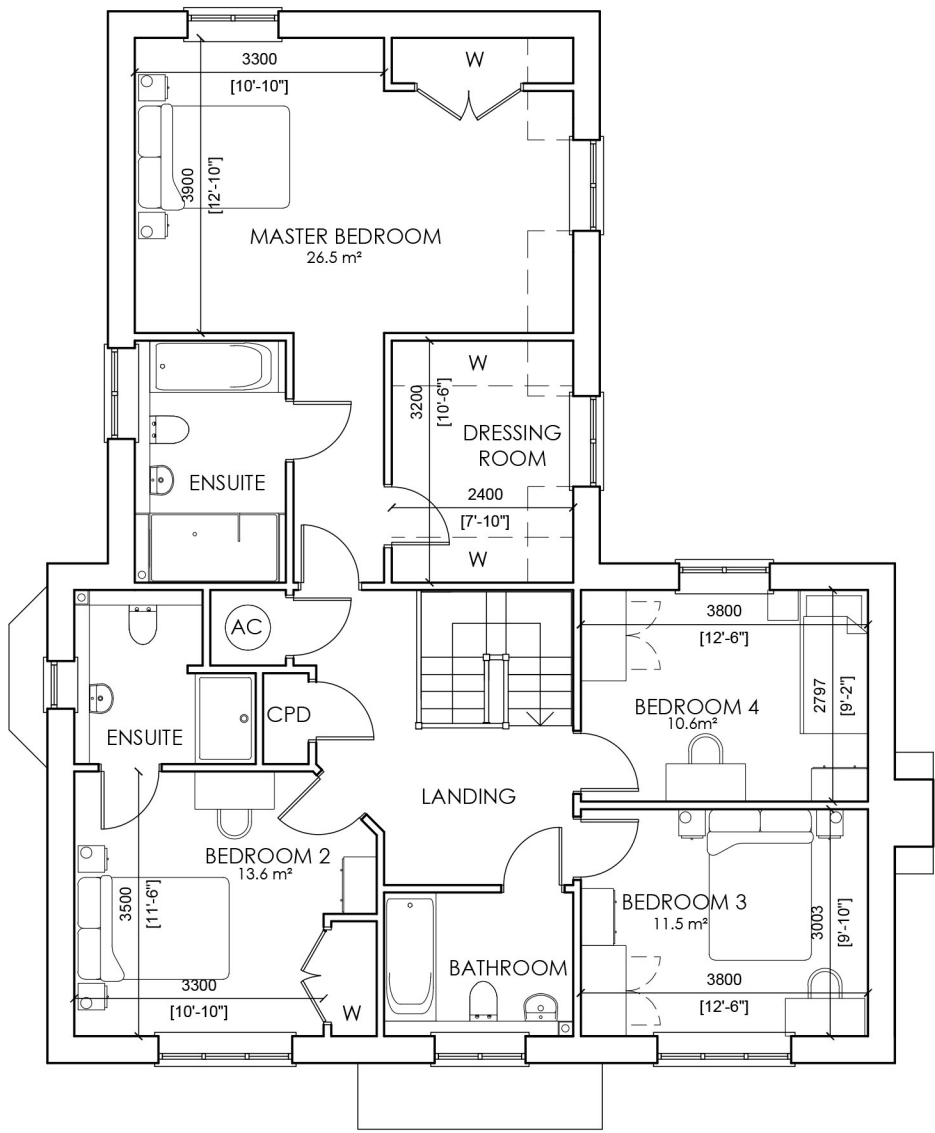 3300
[10'-10"]
W
3900
[12'-10"]
MASTER BEDROOM
26.5 m²
W
3200
[10'-6"]
DRESSING
ROOM
ENSUITE
2400
[7'-10"]
W
AC
3800
[12'-6"]
CPD
BEDROOM 4
10.6m²
2797
[9'-2"]
ENSUITE
LANDING
BEDROOM 2
13.6 m²
3500
[11'-6"]
BEDROOM 3
11.5 m²
3003
[9'-10"]
BATHROOM
3300
[10'-10"]
W
3800
[12'-6"]